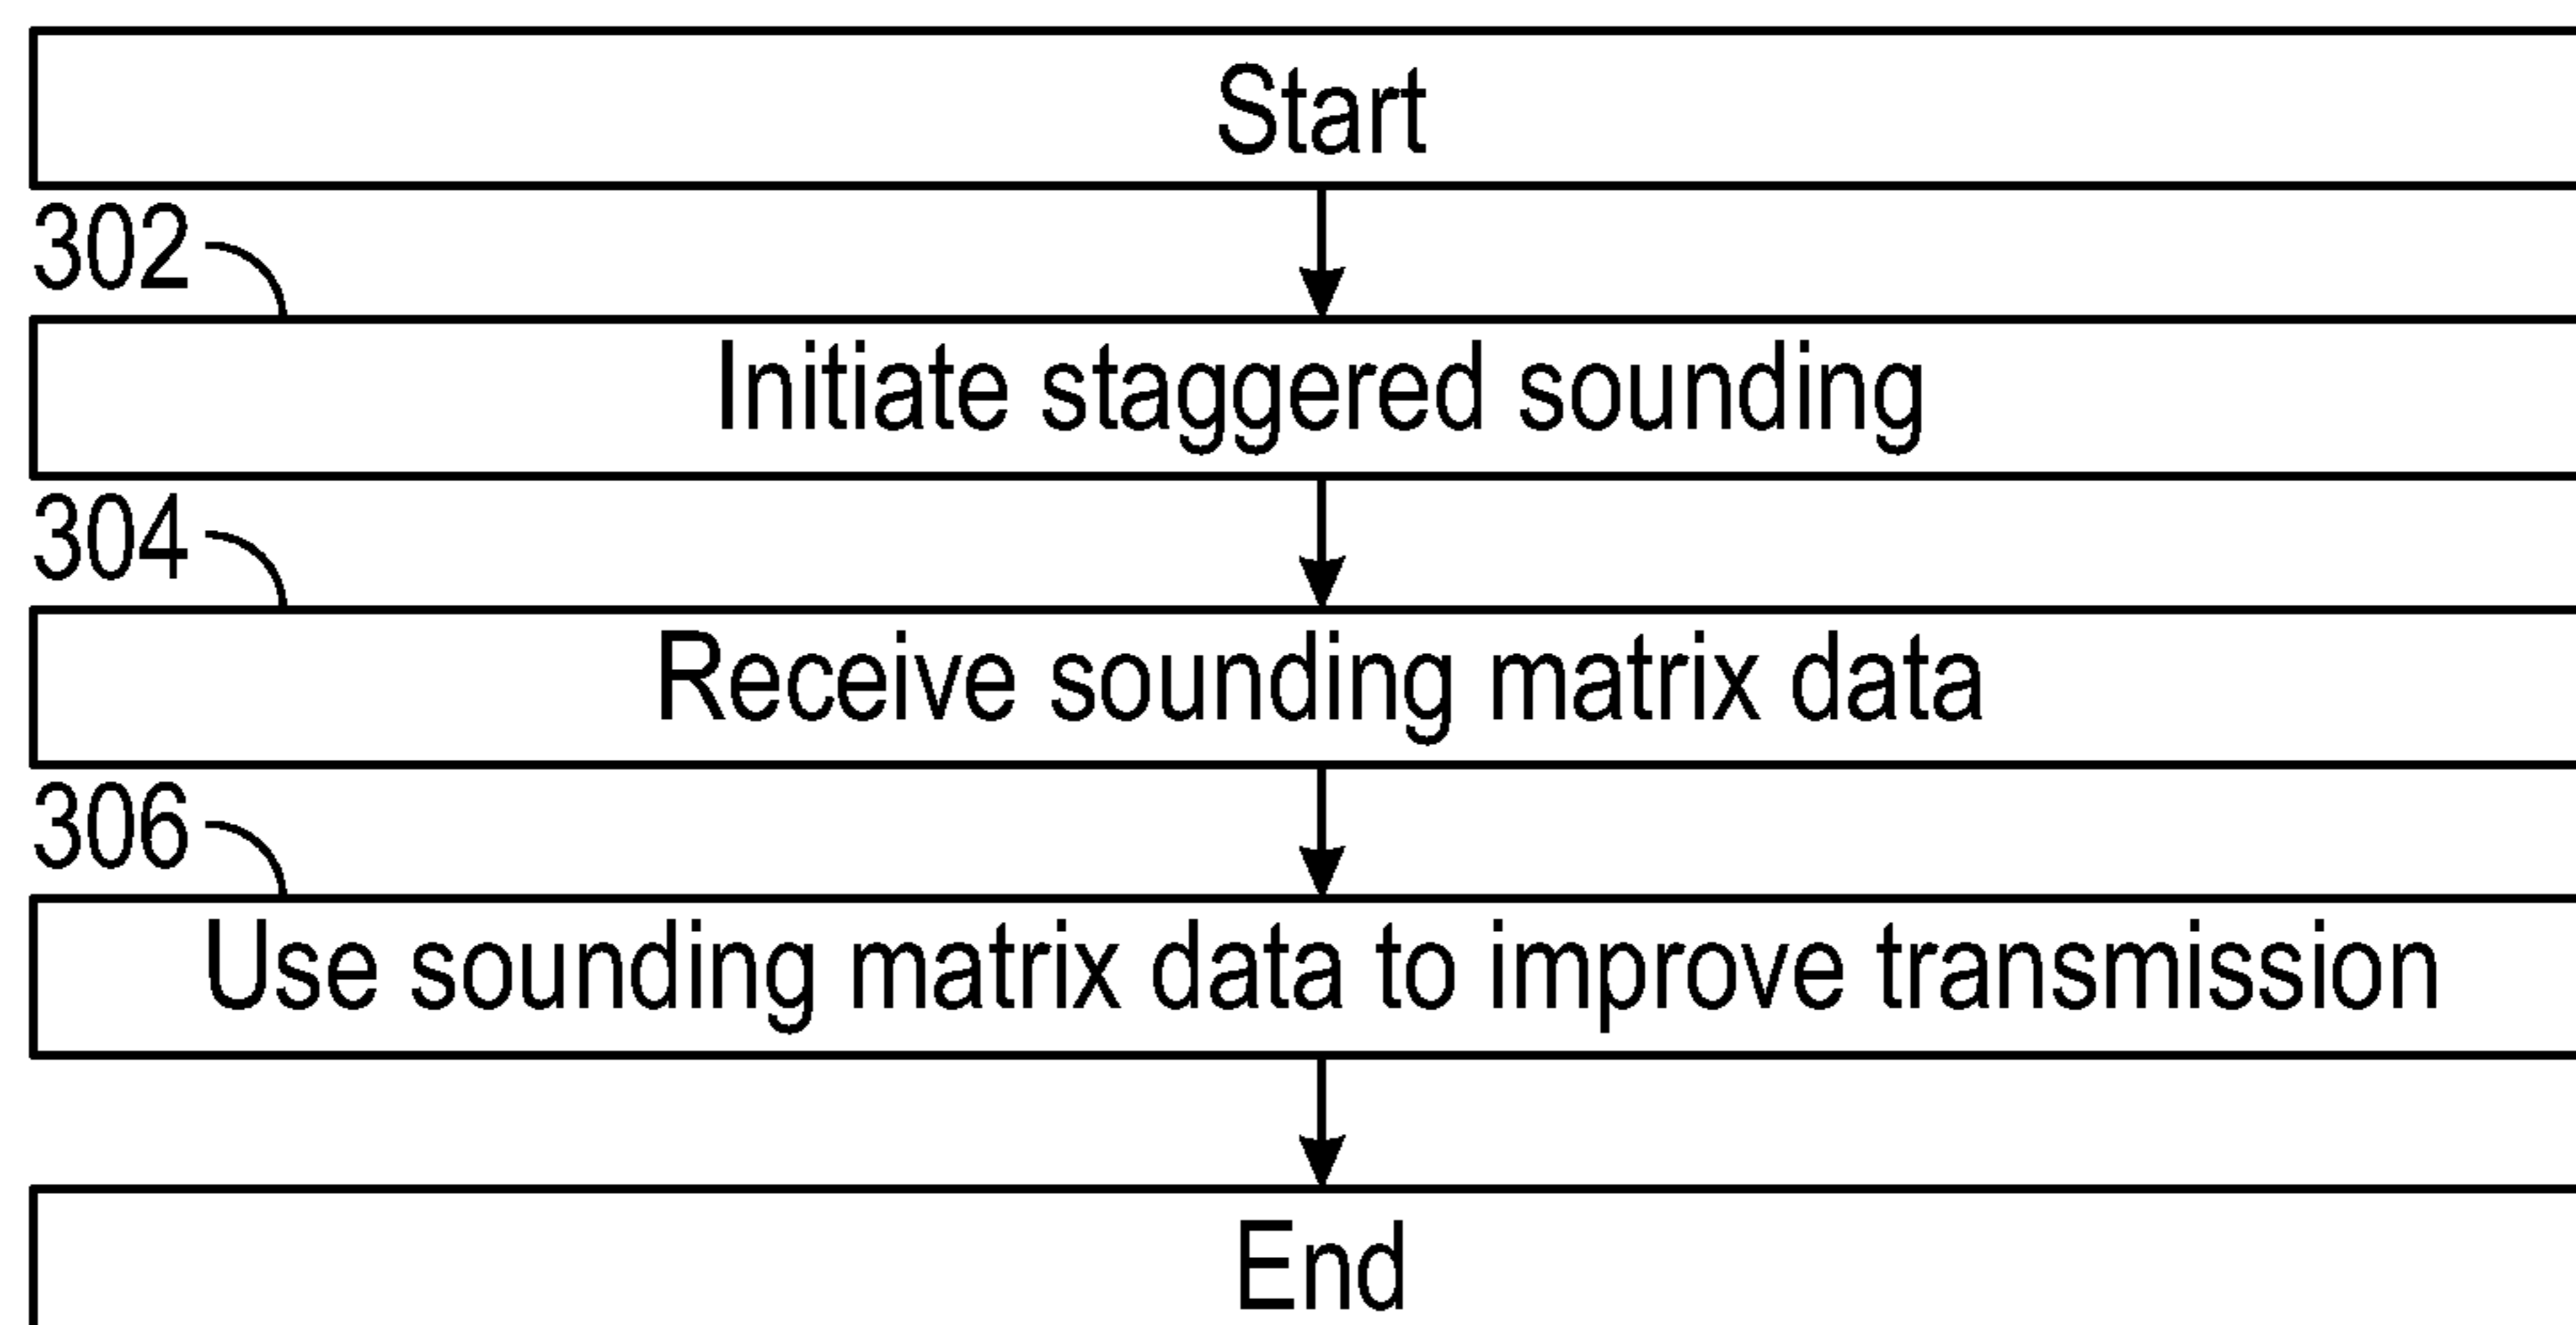 Start
302
Initiate staggered sounding
304
Receive sounding matrix data
306
Use sounding matrix data to improve transmission
End